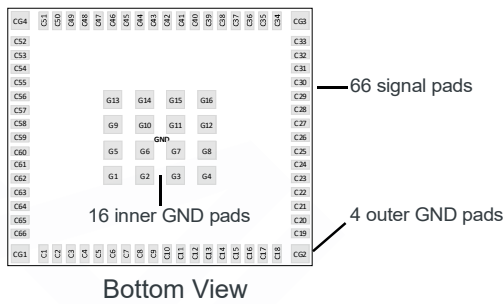 CG4 C51 C50 C49 C48 C47 C46 C45 C44 C43 C42 C41 C40 C39 C38 C37 C36 C35 C34 CG3
C52 C33
C53 C32
C54 C31
C55 C30
66 signal pads
C56 G13 G14 G15 G16 C29
C57 C28
C58 G9 G10 G11 G12 C27
C59 GND C26
C60 G5 G6 G7 G8 C25
C61 C24
C62 G1 G2 G3 G4 C23
C63 C22
C64 C21
16 inner GND pads
4 outer GND pads
C65 C20
C66 C19
CG1 C1 C2 C3 C4 C5 C6 C7 C8 C9 C10 C11 C12 C13 C14 C15 C16 C17 C18 CG2
Bottom View